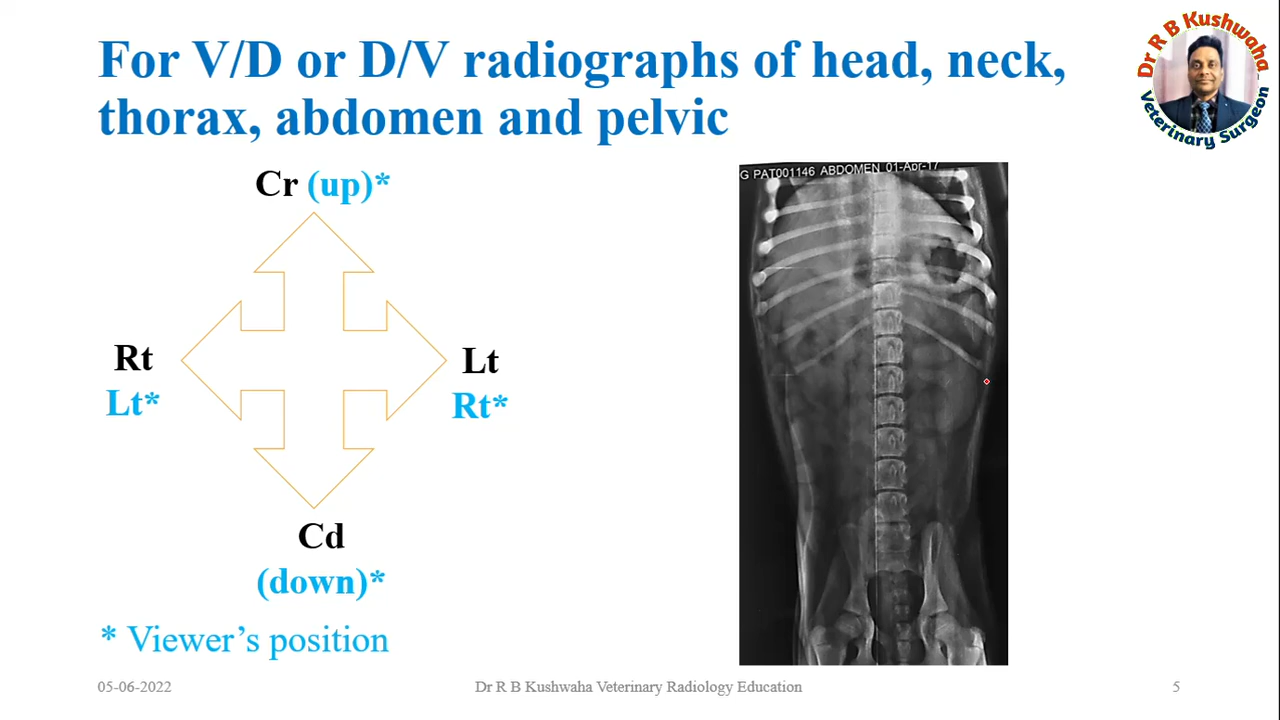 For V/D or D/V radiographs of head, neck,
thorax, abdomen and pelvic
Dr R B Kushwaha
Veterinary Surgeon
Cr (up)*
G PAT001146 ABDOMEN 01-Apr-17
Rt
Lt*
Lt
Rt*
Cd
(down)*
* Viewer’s position
05-06-2022
Dr R B Kushwaha Veterinary Radiology Education
5